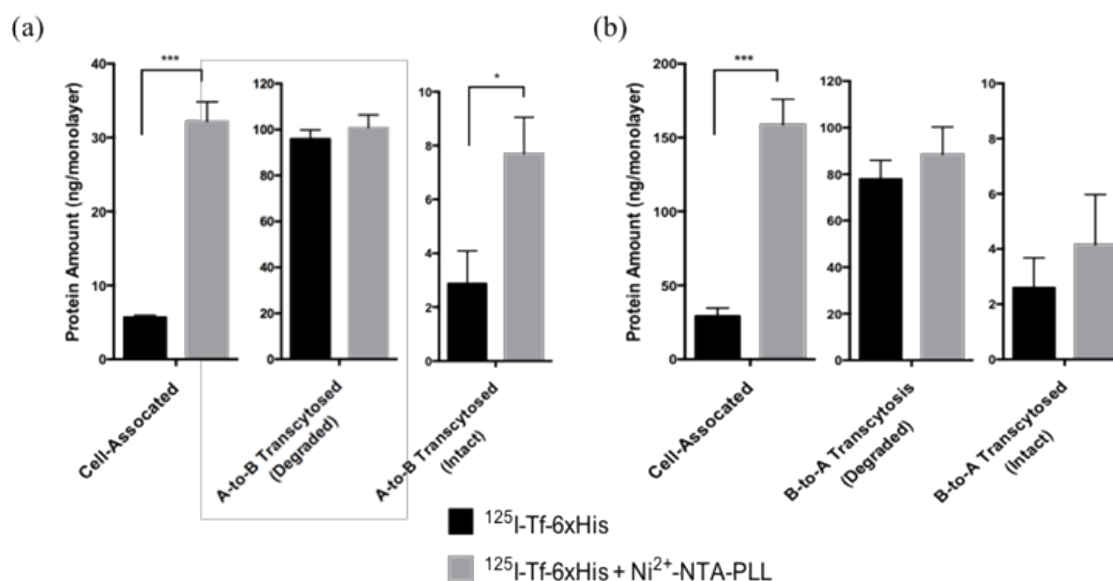 (a)
Protein Amount (ng/monolayer)
40
30
20
10
0
***
Cell-Assocated
120
100
80
60
40
20
0
A-to-B Transcytosed
(Degraded)
10
8
6
4
2
0
*
A-to-B Transcytosed
(Intact)
(b)
Protein Amount (ng/monolayer)
200
150
100
50
0
***
Cell-Associated
120
100
80
60
40
20
0
B-to-A Transcytosis
(Degraded)
10
8
6
4
2
0
B-to-A Transcytosed
(Intact)
¹²⁵I-Tf-6xHis
¹²⁵I-Tf-6xHis + Ni²⁺-NTA-PLL